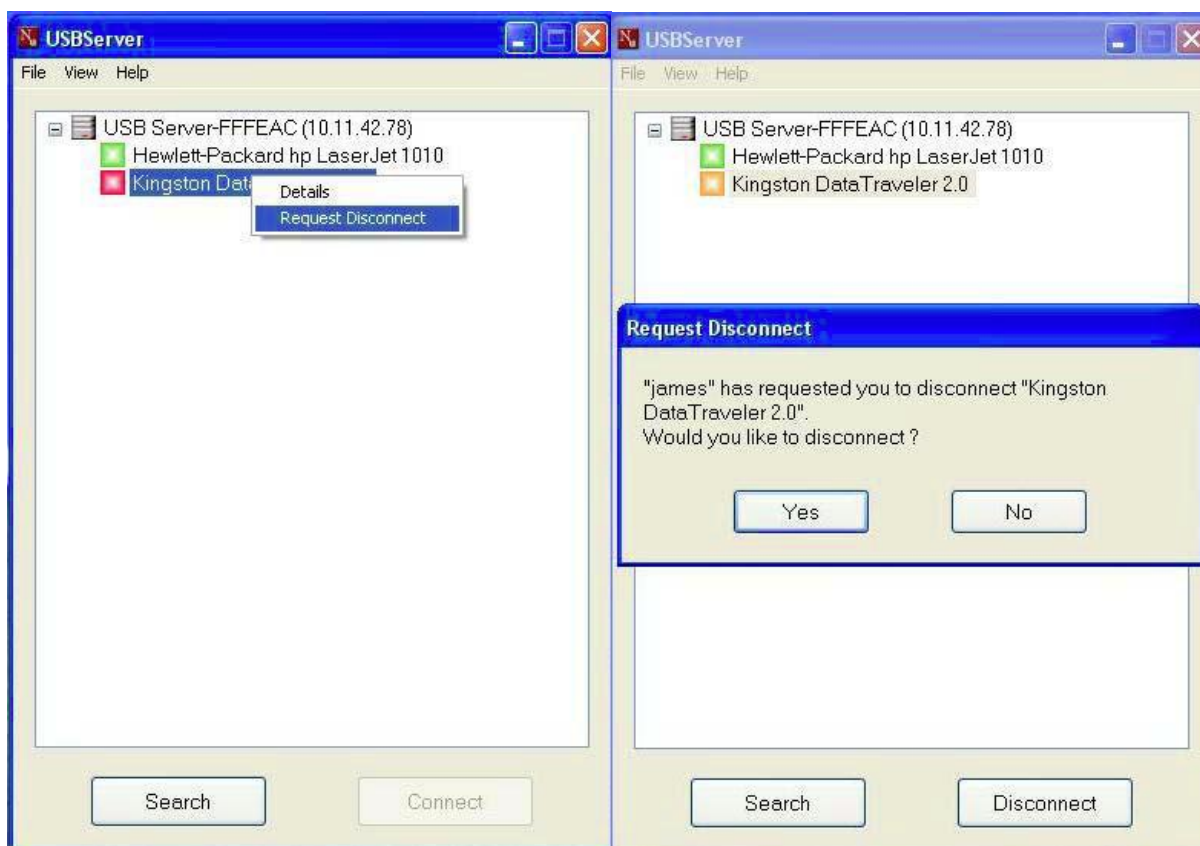 USBServer
File View Help
USB Server-FFFEAC (10.11.42.78)
Hewlett-Packard hp LaserJet 1010
Kingston Dat
Details
Request Disconnect
Search
Connect
USBServer
File View Help
USB Server-FFFEAC (10.11.42.78)
Hewlett-Packard hp LaserJet 1010
Kingston DataTraveler 2.0
Request Disconnect
"james" has requested you to disconnect "Kingston
DataTraveler 2.0".
Would you like to disconnect ?
Yes
No
Search
Disconnect